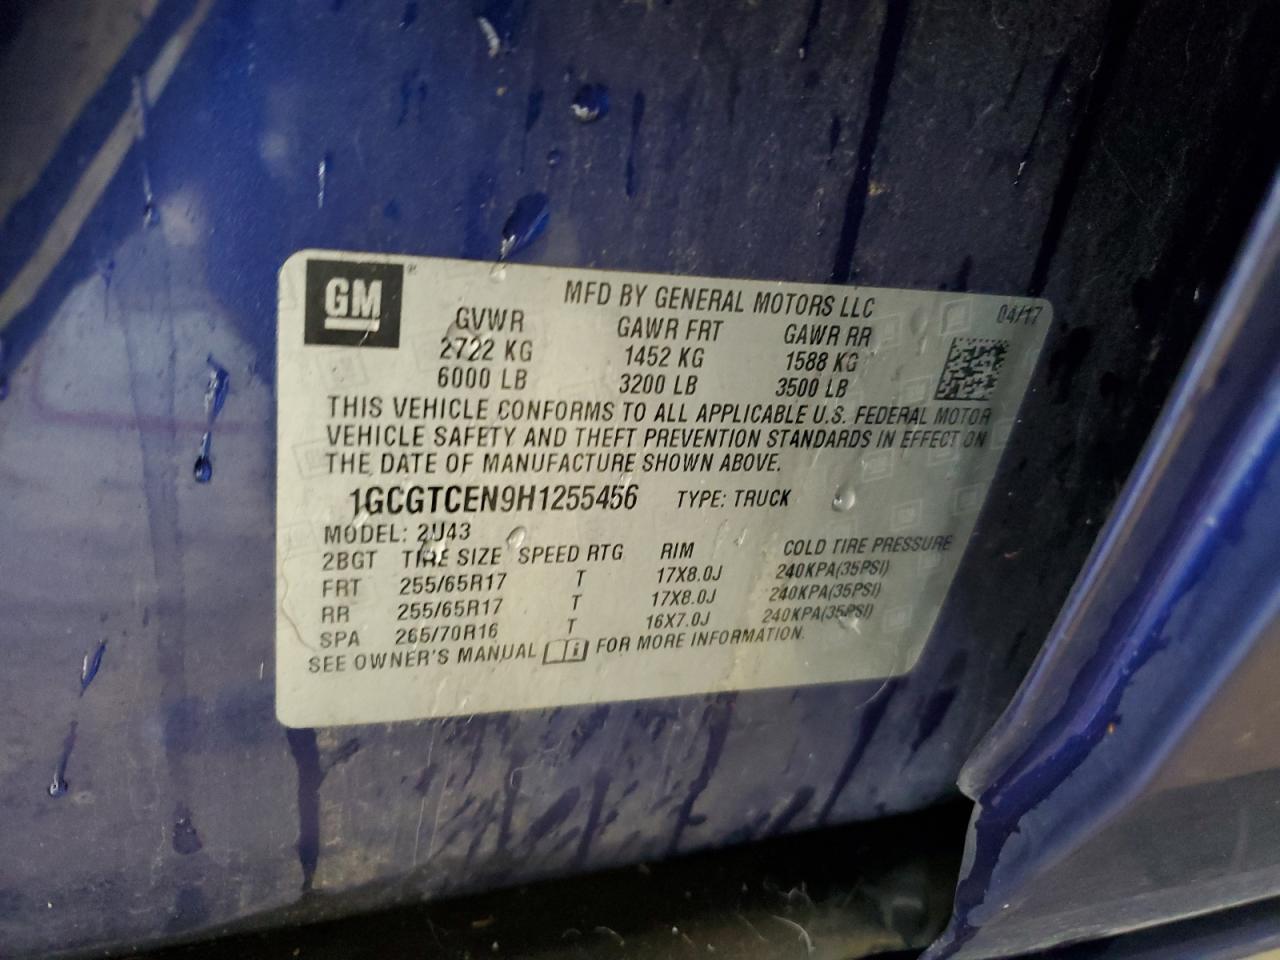 GM®
MFD BY GENERAL MOTORS LLC
04/17
GVWR GAWR FRT GAWR RR
2722 KG 1452 KG 1588 KG
6000 LB 3200 LB 3500 LB
THIS VEHICLE CONFORMS TO ALL APPLICABLE U.S. FEDERAL MOTOR
VEHICLE SAFETY AND THEFT PREVENTION STANDARDS IN EFFECT ON
THE DATE OF MANUFACTURE SHOWN ABOVE.
1GCGTCEN9H1255456 TYPE: TRUCK
MODEL: 2U43
2BGT TIRE SIZE SPEED RTG RIM COLD TIRE PRESSURE
FRT 255/65R17 T 17X8.0J 240KPA(35PSI)
RR 255/65R17 T 17X8.0J 240KPA(35PSI)
SPA 265/70R16 T 16X7.0J 240KPA(35PSI)
SEE OWNER'S MANUAL FOR MORE INFORMATION.